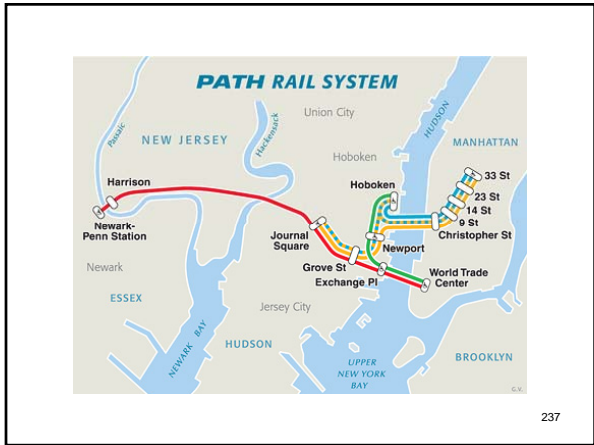 PATH RAIL SYSTEM
Union City
HUDSON
Passaic
Hackensack
NEW JERSEY
MANHATTAN
Hoboken
33 St
Harrison
Hoboken
23 St
14 St
9 St
Newark-
Penn Station
Journal
Square
Christopher St
Newport
Grove St
Newark
Exchange Pl
World Trade
Center
ESSEX
Jersey City
NEWARK BAY
HUDSON
UPPER
NEW YORK
BAY
BROOKLYN
G.V.
237